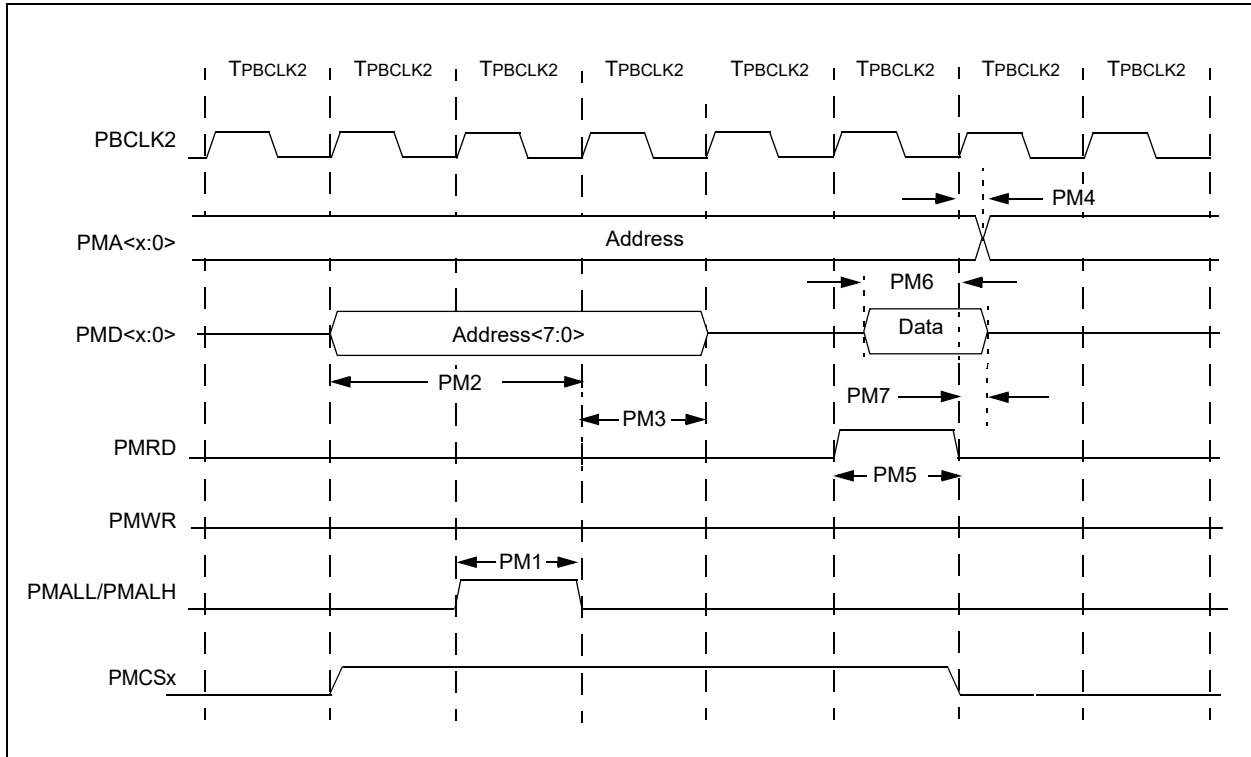 TPBCLK2 TPBCLK2 TPBCLK2 TPBCLK2 TPBCLK2 TPBCLK2 TPBCLK2 TPBCLK2
PBCLK2
PM4
PMA<x:0>
Address
PM6
PMD<x:0>
Address<7:0>
Data
PM2
PM7
PM3
PMRD
PM5
PMWR
PM1
PMALL/PMALH
PMCSx